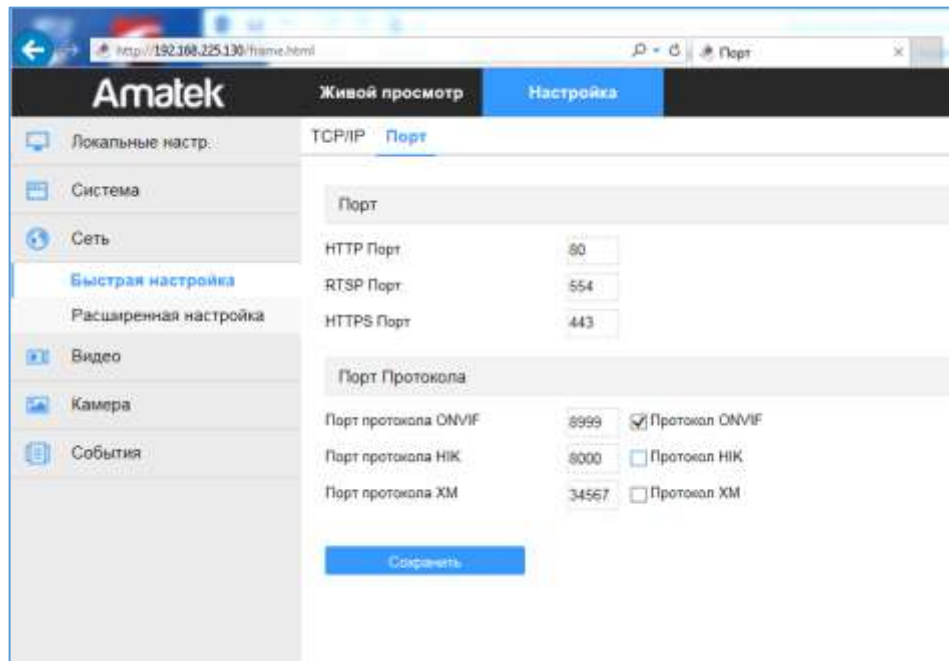 http://192.168.225.130/frame.html
Порт
Amatek
Живой просмотр
Настройка
Локальные настр.
Система
Сеть
Быстрая настройка
Расширенная настройка
Видео
Камера
События
TCP/IP Порт
Порт
HTTP Порт 80
RTSP Порт 554
HTTPS Порт 443
Порт Протокола
Порт протокола ONVIF 8999 Протокол ONVIF
Порт протокола HIK 8000 Протокол HIK
Порт протокола XM 34567 Протокол XM
Сохранить